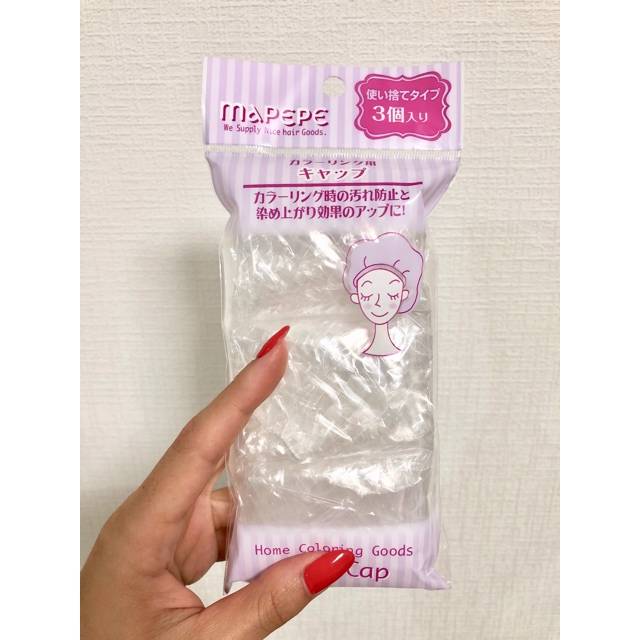 MAPEPE
We Supply Nice hair Goods.
使い捨てタイプ
3個入り
カラーリング用
キャップ
カラーリング時の汚れ防止と
染め上がり効果のアップに!
Home Coloring Goods
Cap